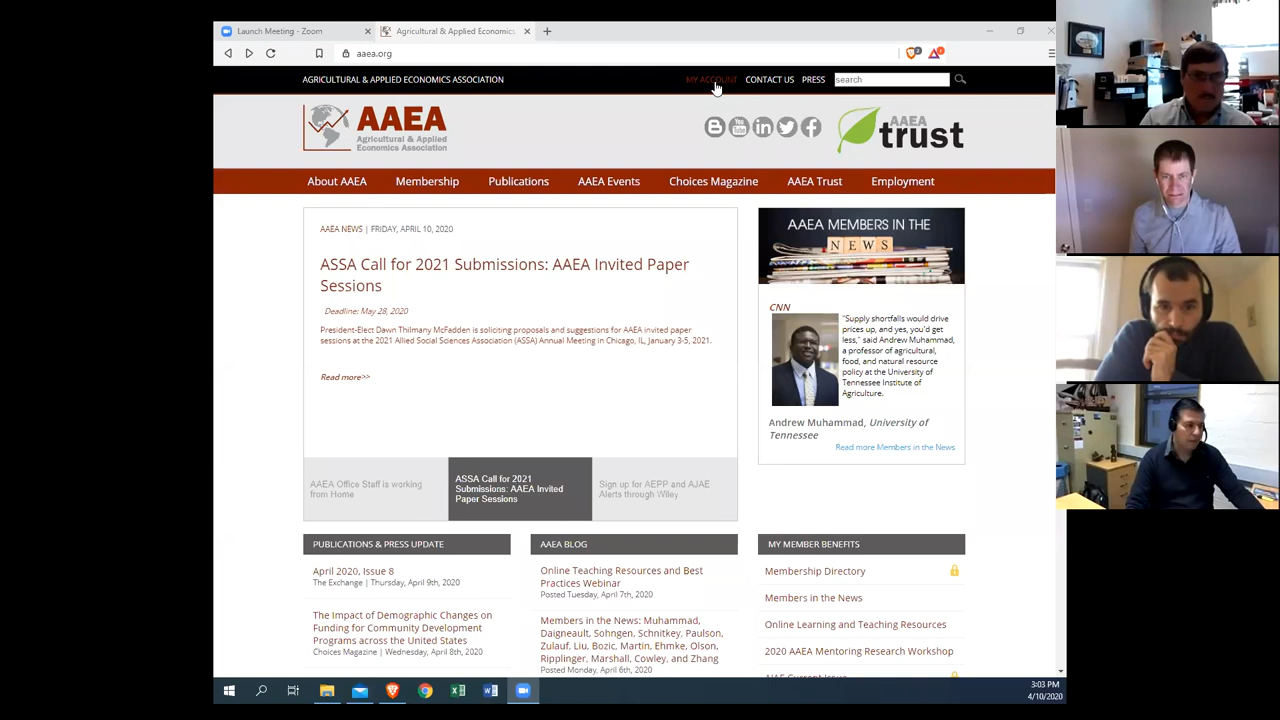 Launch Meeting - Zoom
Agricultural & Applied Economics
aaea.org
AGRICULTURAL & APPLIED ECONOMICS ASSOCIATION
MY ACCOUNT CONTACT US PRESS search
AAEA
Agricultural & Applied
Economics Association
You
Tube
in
AAEA
trust
About AAEA Membership Publications AAEA Events Choices Magazine AAEA Trust Employment
AAEA NEWS | FRIDAY, APRIL 10, 2020
ASSA Call for 2021 Submissions: AAEA Invited Paper
Sessions
Deadline: May 28, 2020
President-Elect Dawn Thilmany McFadden is soliciting proposals and suggestions for AAEA invited paper
sessions at the 2021 Allied Social Sciences Association (ASSA) Annual Meeting in Chicago, IL, January 3-5, 2021.
Read more>>
AAEA Office Staff is working
from Home
ASSA Call for 2021
Submissions: AAEA Invited
Paper Sessions
Sign up for AEPP and AJAE
Alerts through Wiley
AAEA MEMBERS IN THE
NEWS
CNN
"Supply shortfalls would drive
prices up, and yes, you'd get
less," said Andrew Muhammad,
a professor of agricultural,
food, and natural resource
policy at the University of
Tennessee Institute of
Agriculture.
Andrew Muhammad, University of
Tennessee
Read more Members in the News
PUBLICATIONS & PRESS UPDATE
April 2020, Issue 8
The Exchange | Thursday, April 9th, 2020
The Impact of Demographic Changes on
Funding for Community Development
Programs across the United States
Choices Magazine | Wednesday, April 8th, 2020
AAEA BLOG
Online Teaching Resources and Best
Practices Webinar
Posted Tuesday, April 7th, 2020
Members in the News: Muhammad,
Daigneault, Sohngen, Schnitkey, Paulson,
Zulauf, Liu, Bozic, Martin, Ehmke, Olson,
Ripplinger, Marshall, Cowley, and Zhang
Posted Monday, April 6th, 2020
MY MEMBER BENEFITS
Membership Directory
Members in the News
Online Learning and Teaching Resources
2020 AAEA Mentoring Research Workshop
AJAE Current Issue
3:03 PM
4/10/2020